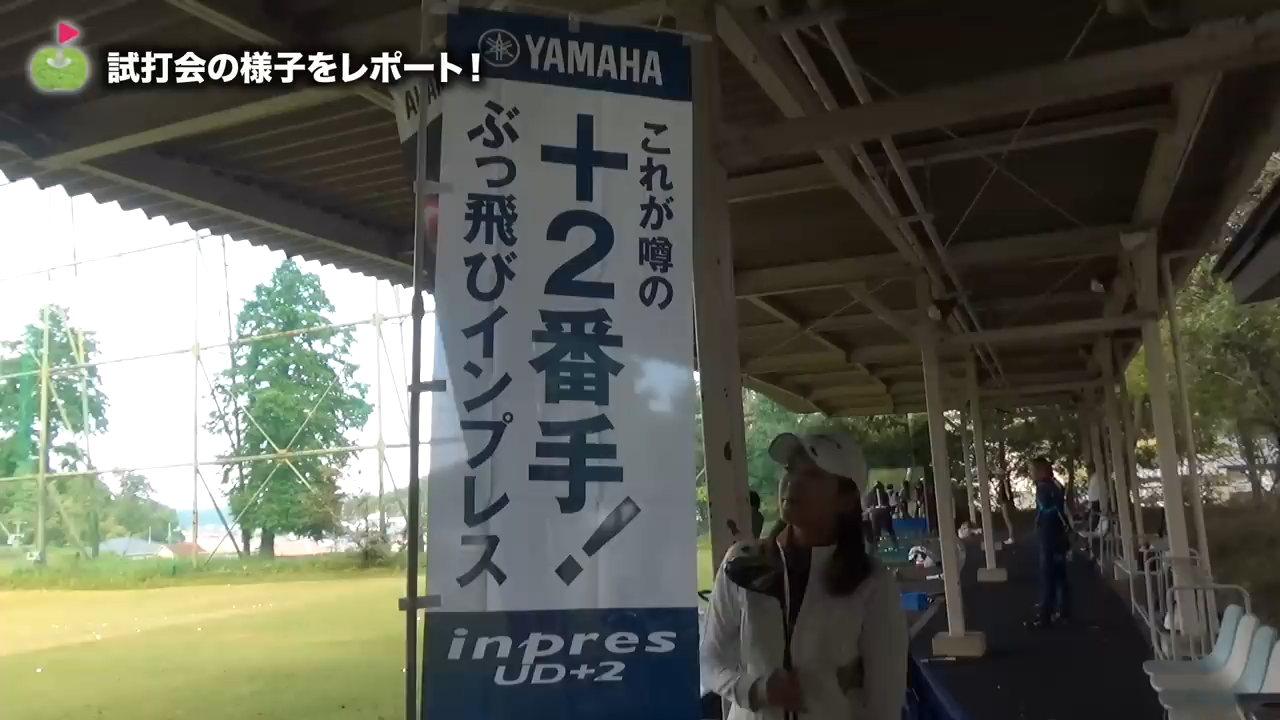 試打会の様子をレポート！
YAMAHA
これが噂の
＋2番手！
ぶっ飛びインプレス
inpres
UD+2